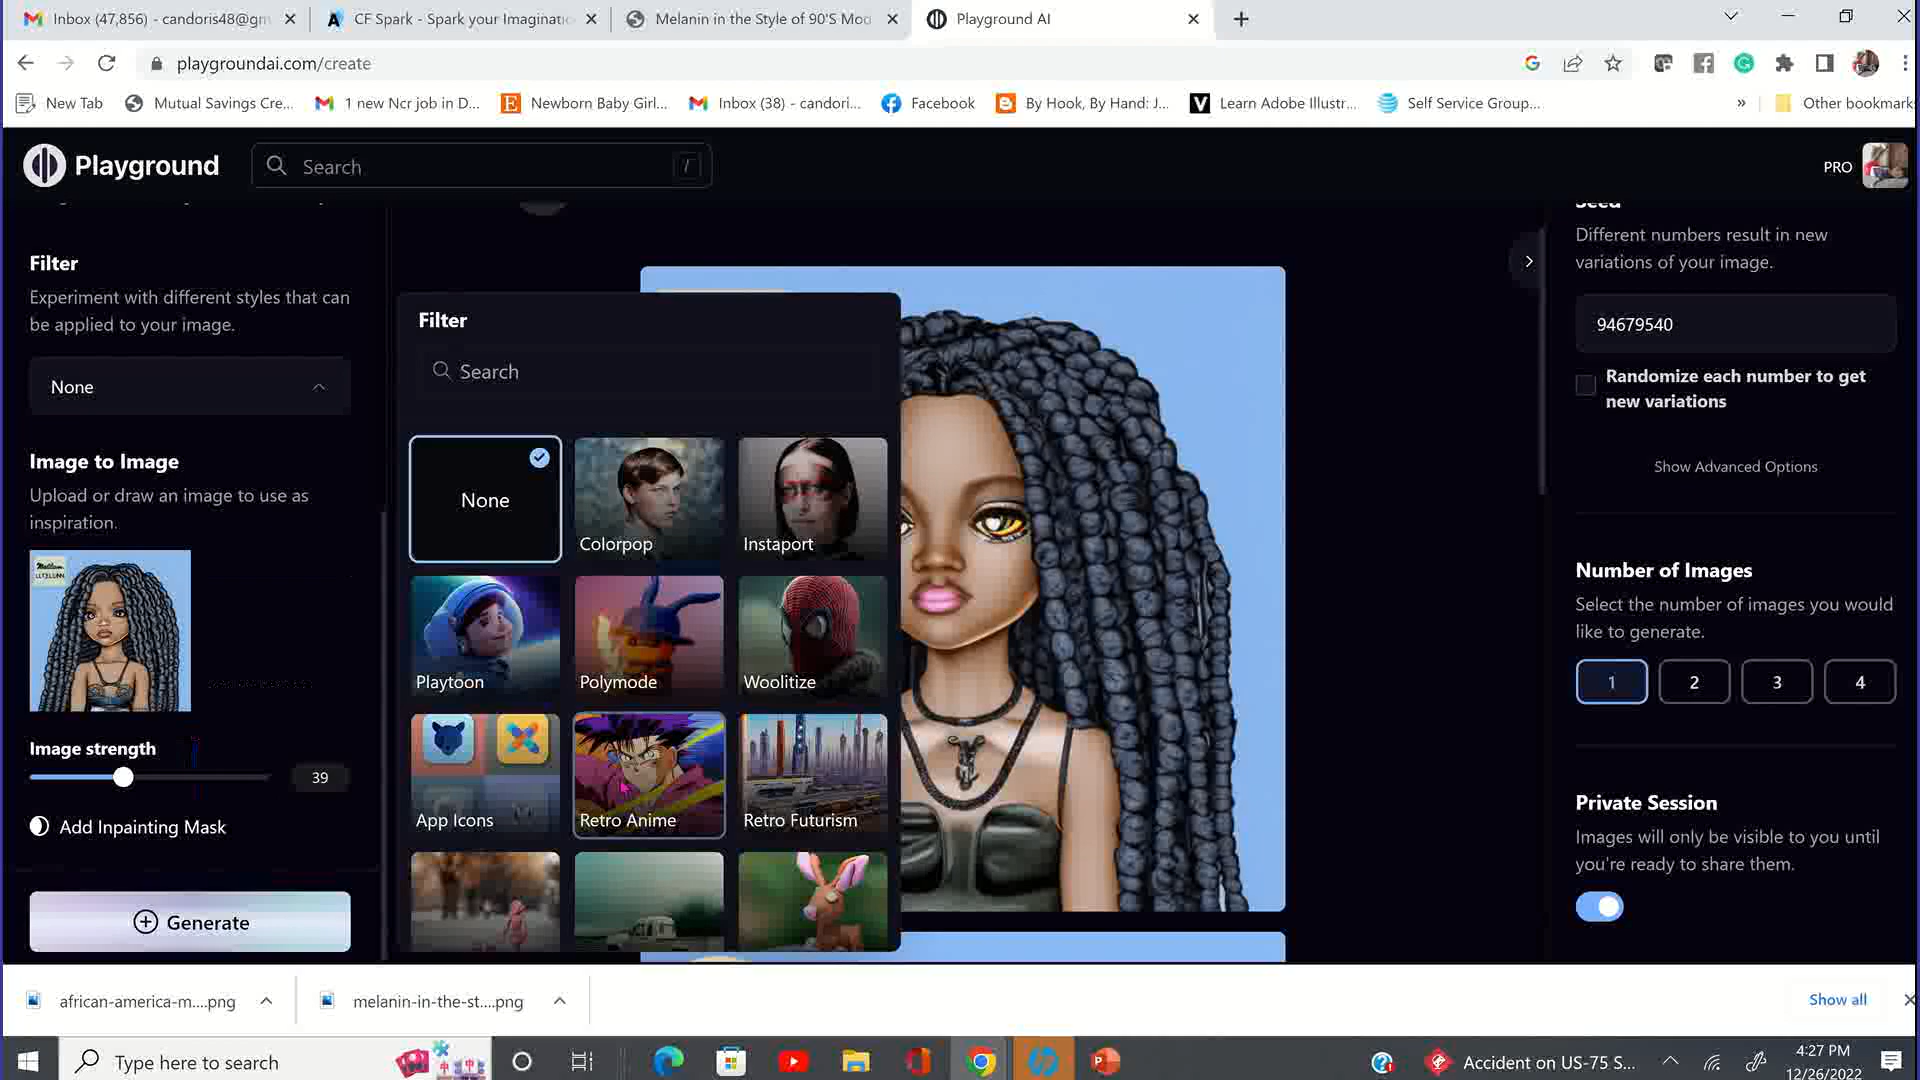 Inbox (47,856) - candoris48@gm
CF Spark - Spark your Imaginatio
Melanin in the Style of 90'S Moo
Playground AI
playgroundai.com/create
New Tab
Mutual Savings Cre...
1 new Ncr job in D...
Newborn Baby Girl...
Inbox (38) - candori...
Facebook
By Hook, By Hand: J...
Learn Adobe Illustr...
Self Service Group...
»
Other bookmarks
Playground
Search
/
PRO
Filter
Experiment with different styles that can
be applied to your image.
None
Image to Image
Upload or draw an image to use as
inspiration.
Image strength
39
Add Inpainting Mask
Generate
Filter
Search
None
Colorpop
Instaport
Playtoon
Polymode
Woolitize
App Icons
Retro Anime
Retro Futurism
Seed
Different numbers result in new
variations of your image.
94679540
Randomize each number to get
new variations
Show Advanced Options
Number of Images
Select the number of images you would
like to generate.
1
2
3
4
Private Session
Images will only be visible to you until
you're ready to share them.
african-america-m....png
melanin-in-the-st....png
Show all
Type here to search
Accident on US-75 S...
4:27 PM
12/26/2022